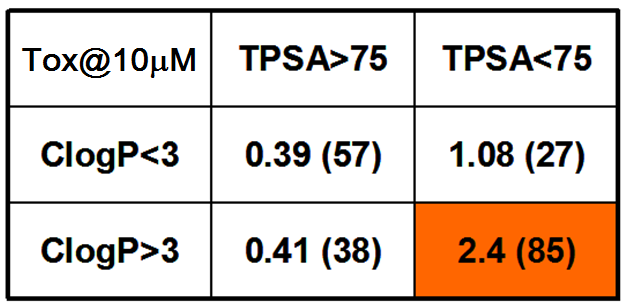 Tox@10μM TPSA>75 TPSA<75
ClogP<3 0.39 (57) 1.08 (27)
ClogP>3 0.41 (38) 2.4 (85)